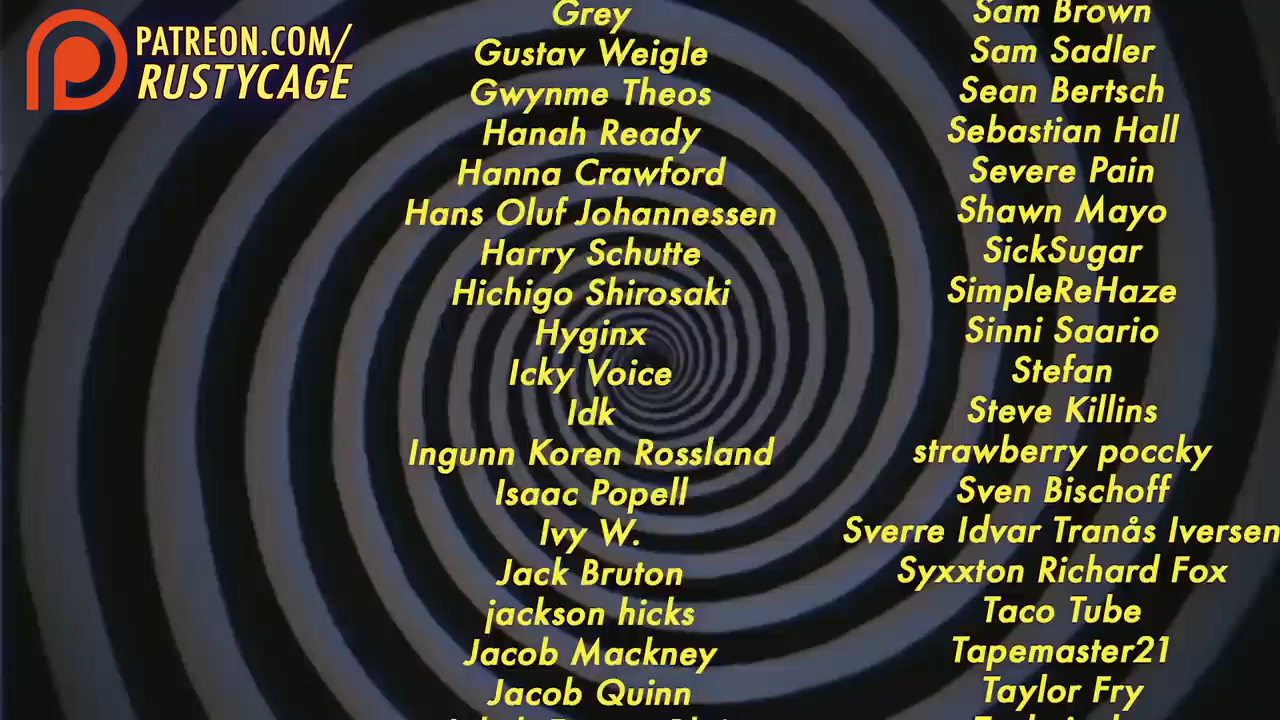 PATREON.COM/
RUSTYCAGE
Grey
Gustav Weigle
Gwynme Theos
Hanah Ready
Hanna Crawford
Hans Oluf Johannessen
Harry Schutte
Hichigo Shirosaki
Hyginx
Icky Voice
Idk
Ingunn Koren Rossland
Isaac Popell
Ivy W.
Jack Bruton
jackson hicks
Jacob Mackney
Jacob Quinn
Sam Brown
Sam Sadler
Sean Bertsch
Sebastian Hall
Severe Pain
Shawn Mayo
SickSugar
SimpleReHaze
Sinni Saario
Stefan
Steve Killins
strawberry poccky
Sven Bischoff
Sverre Idvar Tranås Iversen
Syxxton Richard Fox
Taco Tube
Tapemaster21
Taylor Fry